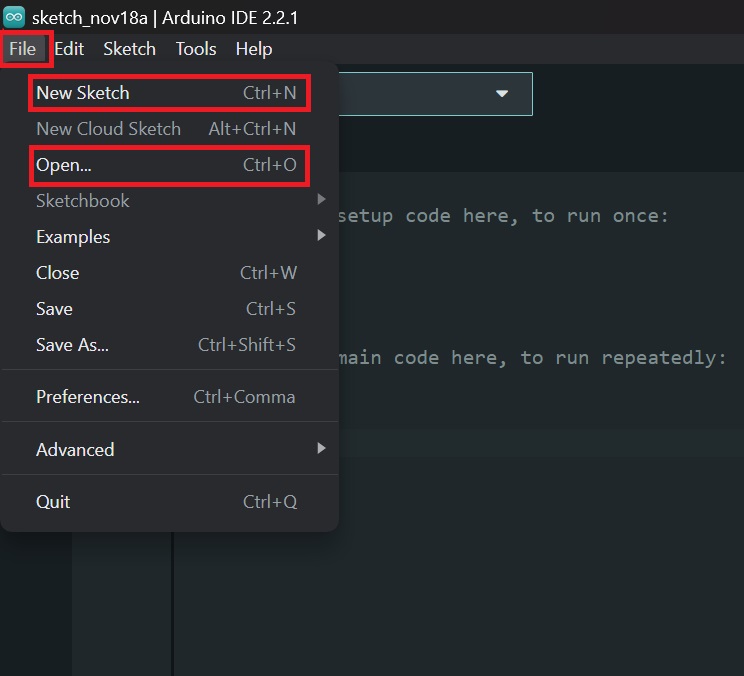 sketch_nov18a | Arduino IDE 2.2.1
File Edit Sketch Tools Help
New Sketch Ctrl+N
New Cloud Sketch Alt+Ctrl+N
Open... Ctrl+O
Sketchbook
setup code here, to run once:
Examples
Close Ctrl+W
Save Ctrl+S
Save As... Ctrl+Shift+S
main code here, to run repeatedly:
Preferences... Ctrl+Comma
Advanced
Quit Ctrl+Q